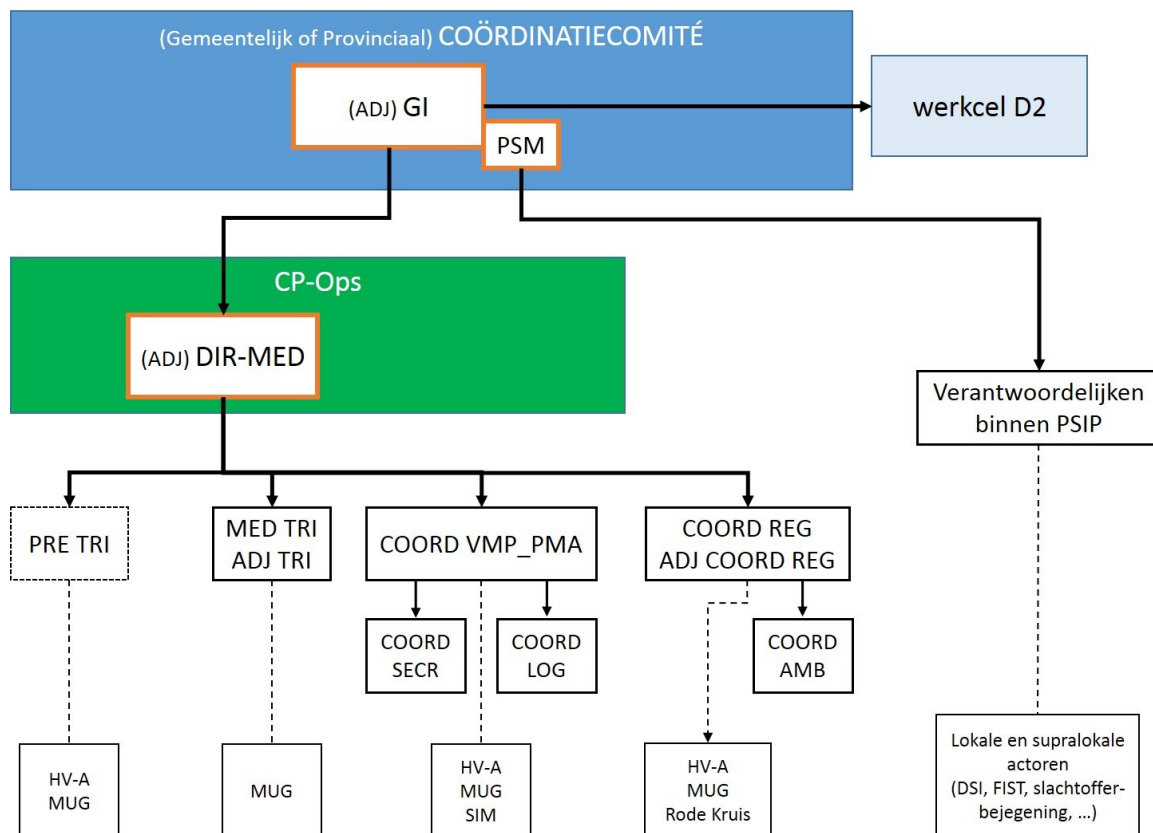 (Gemeentelijk of Provinciaal) COÖRDINATIECOMITÉ
(ADJ) GI
PSM
werkcel D2
CP-Ops
(ADJ) DIR-MED
Verantwoordelijken
binnen PSIP
PRE TRI
MED TRI
ADJ TRI
COORD VMP_PMA
COORD REG
ADJ COORD REG
COORD
SECR
COORD
LOG
COORD
AMB
HV-A
MUG
MUG
HV-A
MUG
SIM
HV-A
MUG
Rode Kruis
Lokale en supralokale
actoren
(DSI, FIST, slachtoffer-
bejegening, ...)